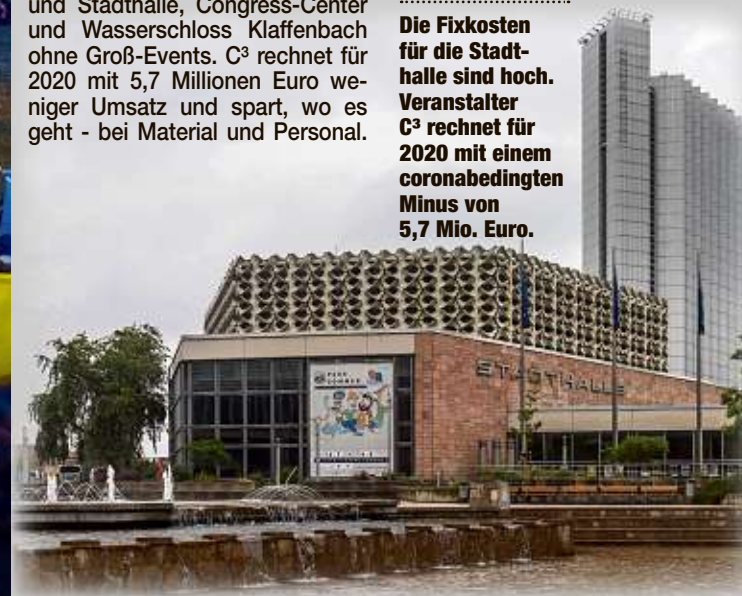 und Stadthalle, Congress-Center
und Wasserschloss Klaffenbach
ohne Groß-Events. C³ rechnet für
2020 mit 5,7 Millionen Euro we-
niger Umsatz und spart, wo es
geht - bei Material und Personal.
Die Fixkosten
für die Stadt-
halle sind hoch.
Veranstalter
C³ rechnet für
2020 mit einem
coronabedingten
Minus von
5,7 Mio. Euro.
STADTHALLE
PARK
SOMMER